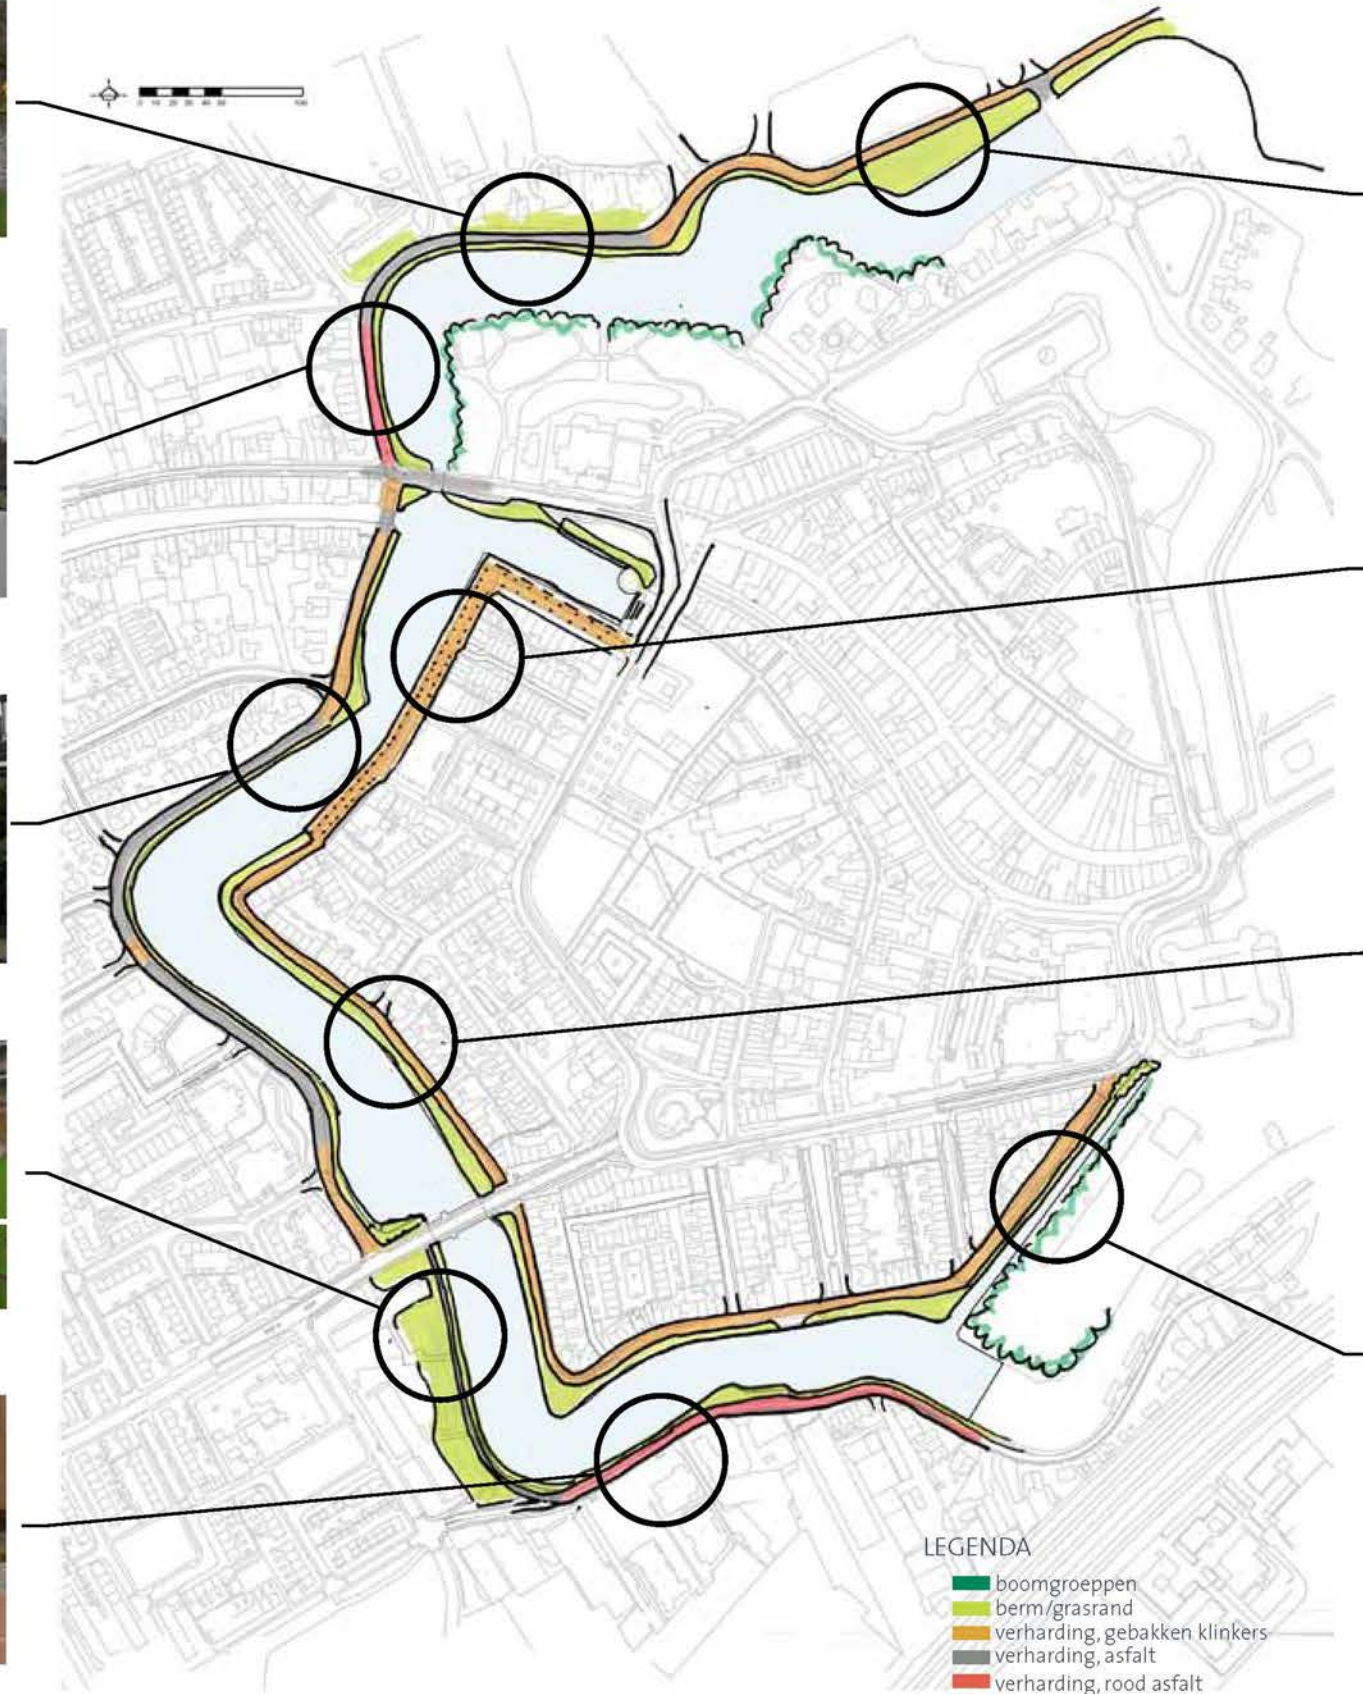 LEGENDA
boomgroeppen
berm/grasrand
verharding, gebakken klinkers
verharding, asfalt
verharding, rood asfalt